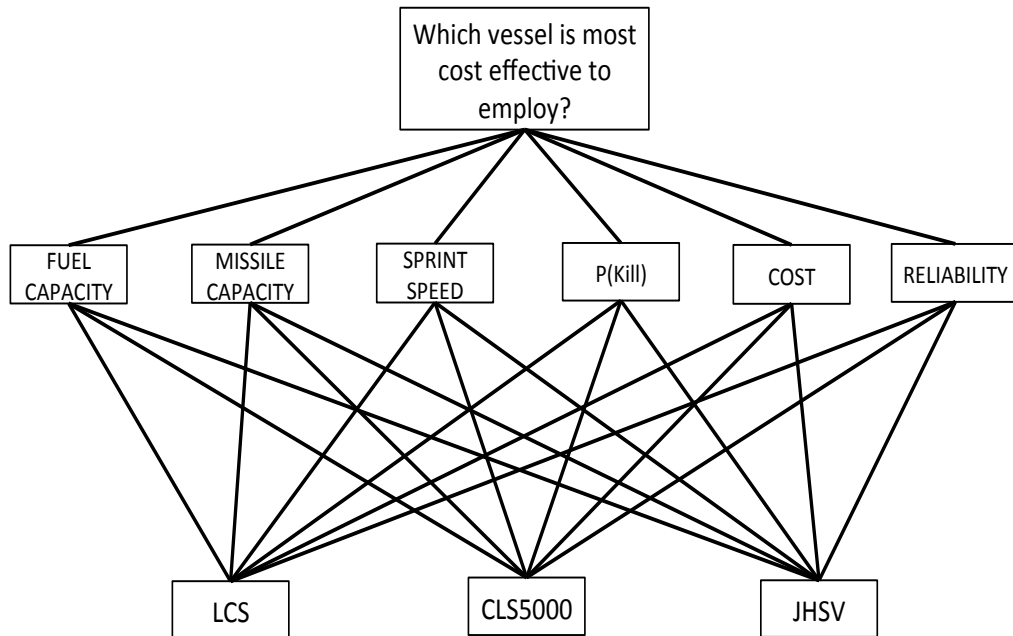 Which vessel is most
cost effective to
employ?
FUEL
CAPACITY
MISSILE
CAPACITY
SPRINT
SPEED
P(Kill)
COST
RELIABILITY
LCS
CLS5000
JHSV